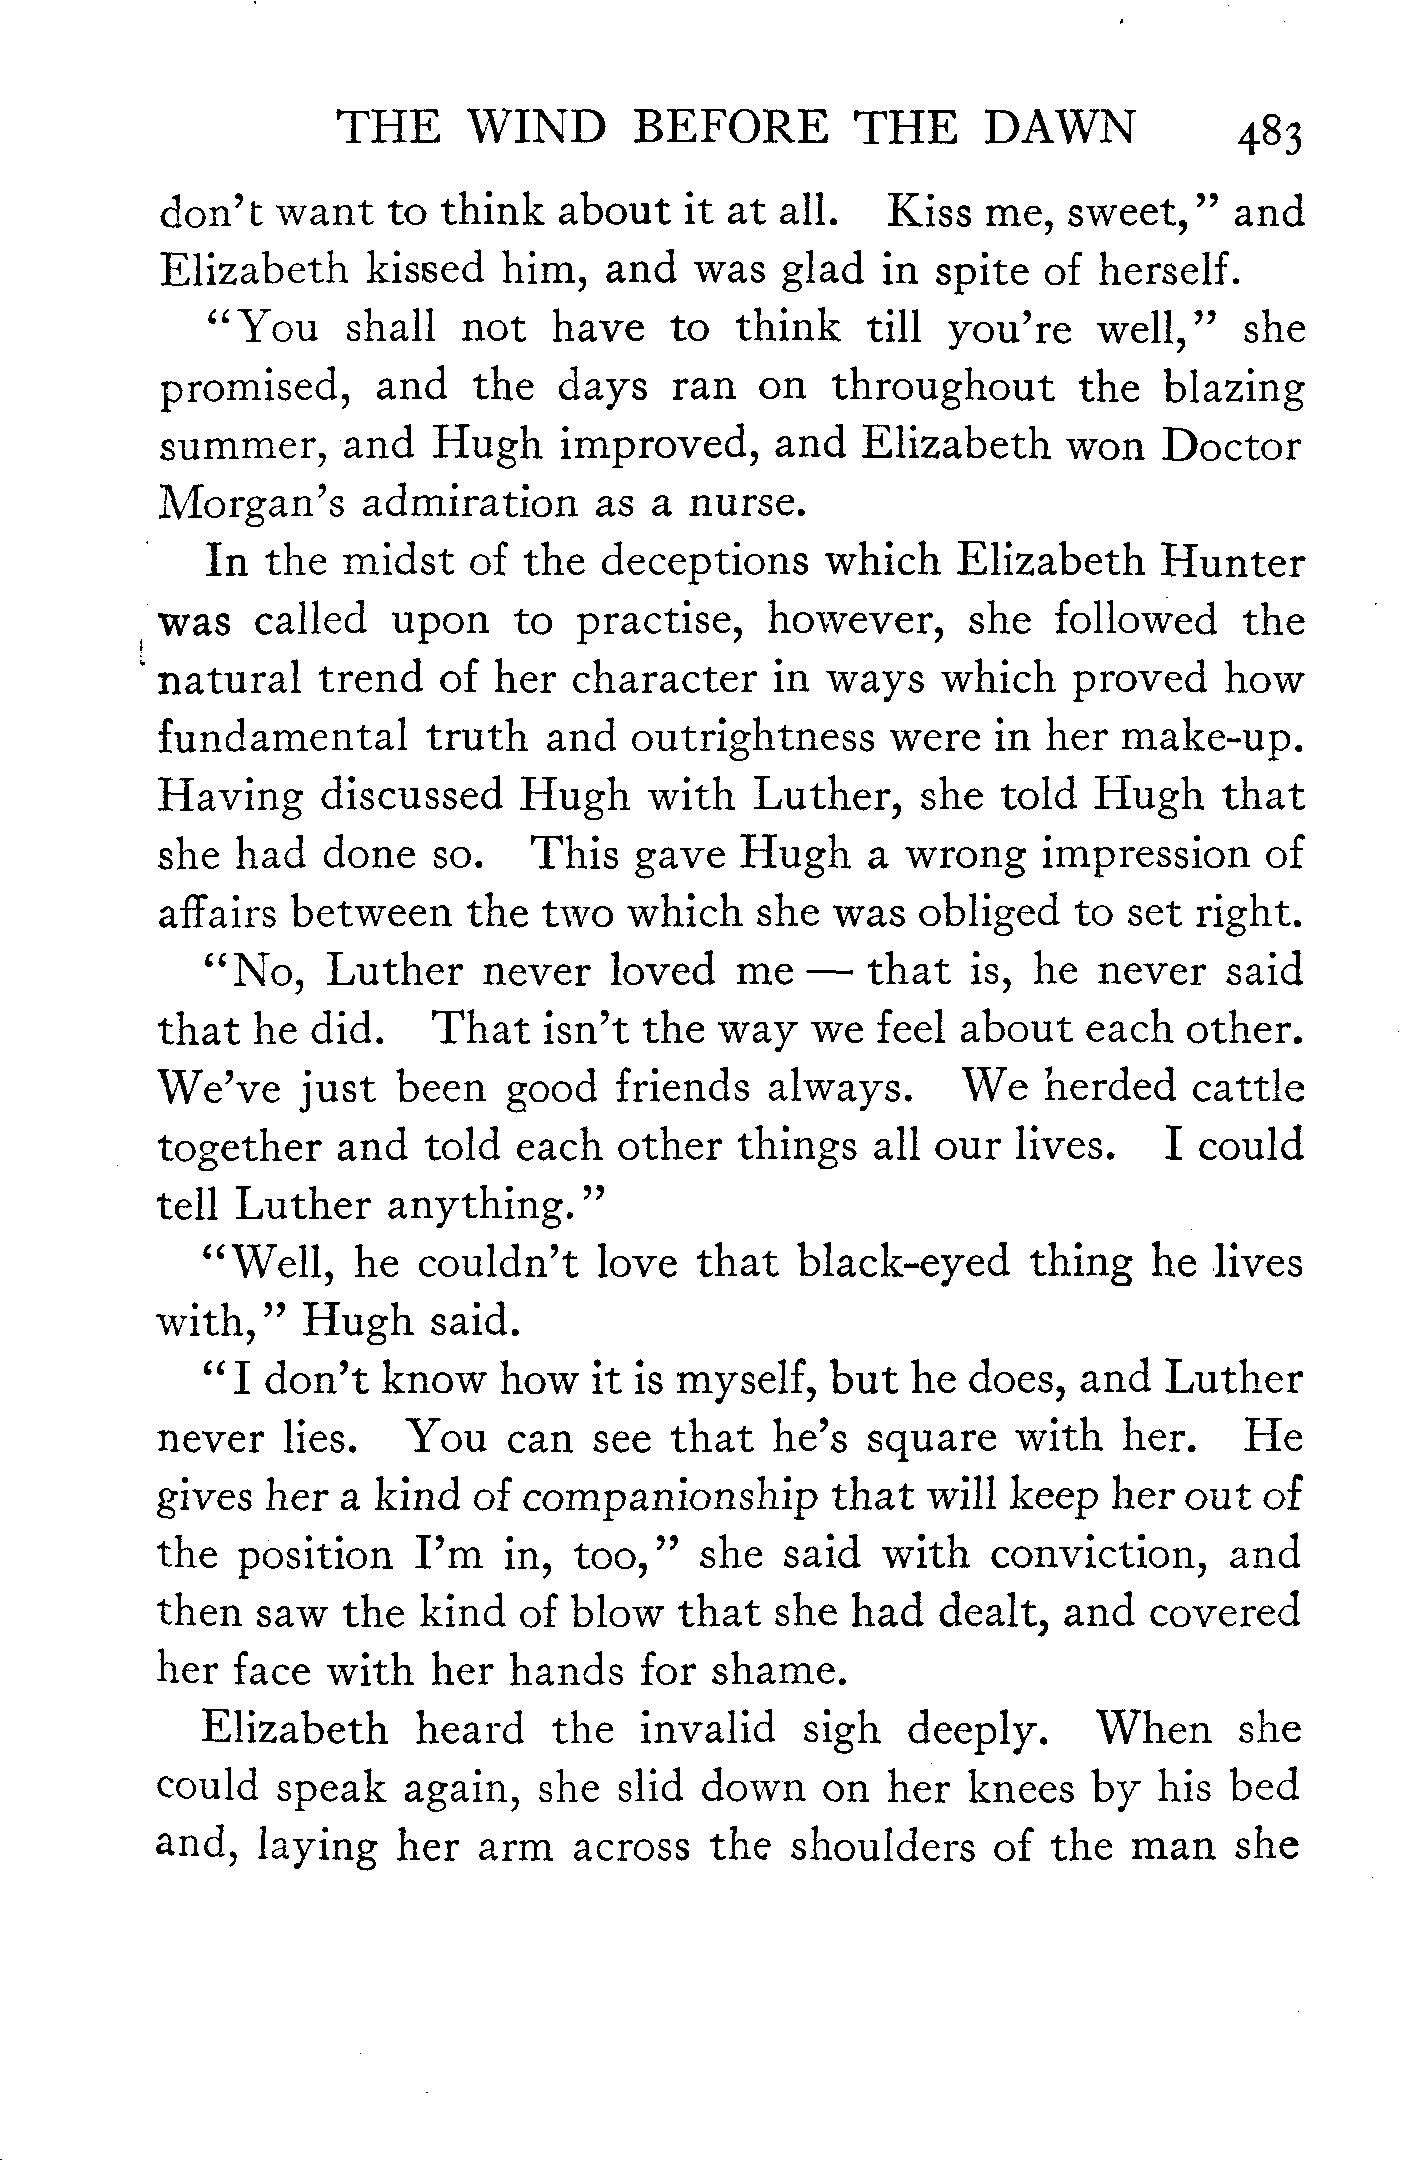 THE WIND BEFORE THE DAWN 483
don't want to think about it at all. Kiss me, sweet," and
Elizabeth kissed him, and was glad in spite of herself.
"You shall not have to think till you're well," she
promised, and the days ran on throughout the blazing
summer, and Hugh improved, and Elizabeth won Doctor
Morgan's admiration as a nurse.
In the midst of the deceptions which Elizabeth Hunter
was called upon to practise, however, she followed the
natural trend of her character in ways which proved how
fundamental truth and outrightness were in her make-up.
Having discussed Hugh with Luther, she told Hugh that
she had done so. This gave Hugh a wrong impression of
affairs between the two which she was obliged to set right.
"No, Luther never loved me — that is, he never said
that he did. That isn't the way we feel about each other.
We've just been good friends always. We herded cattle
together and told each other things all our lives. I could
tell Luther anything."
"Well, he couldn't love that black-eyed thing he lives
with," Hugh said.
"I don't know how it is myself, but he does, and Luther
never lies. You can see that he's square with her. He
gives her a kind of companionship that will keep her out of
the position I'm in, too," she said with conviction, and
then saw the kind of blow that she had dealt, and covered
her face with her hands for shame.
Elizabeth heard the invalid sigh deeply. When she
could speak again, she slid down on her knees by his bed
and, laying her arm across the shoulders of the man she